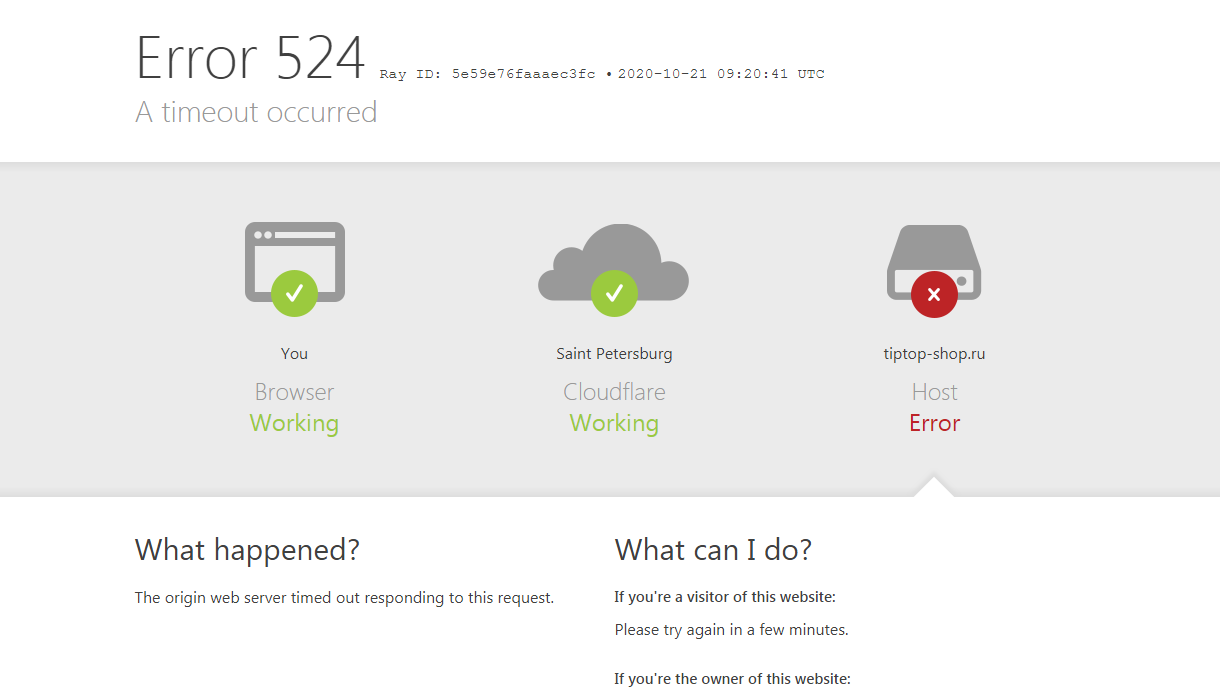 Error 524 Ray ID: 5e59e76faaaec3fc • 2020-10-21 09:20:41 UTC
A timeout occurred
You
Browser
Working
Saint Petersburg
Cloudflare
Working
tiptop-shop.ru
Host
Error
What happened?
The origin web server timed out responding to this request.
What can I do?
If you're a visitor of this website:
Please try again in a few minutes.
If you're the owner of this website: